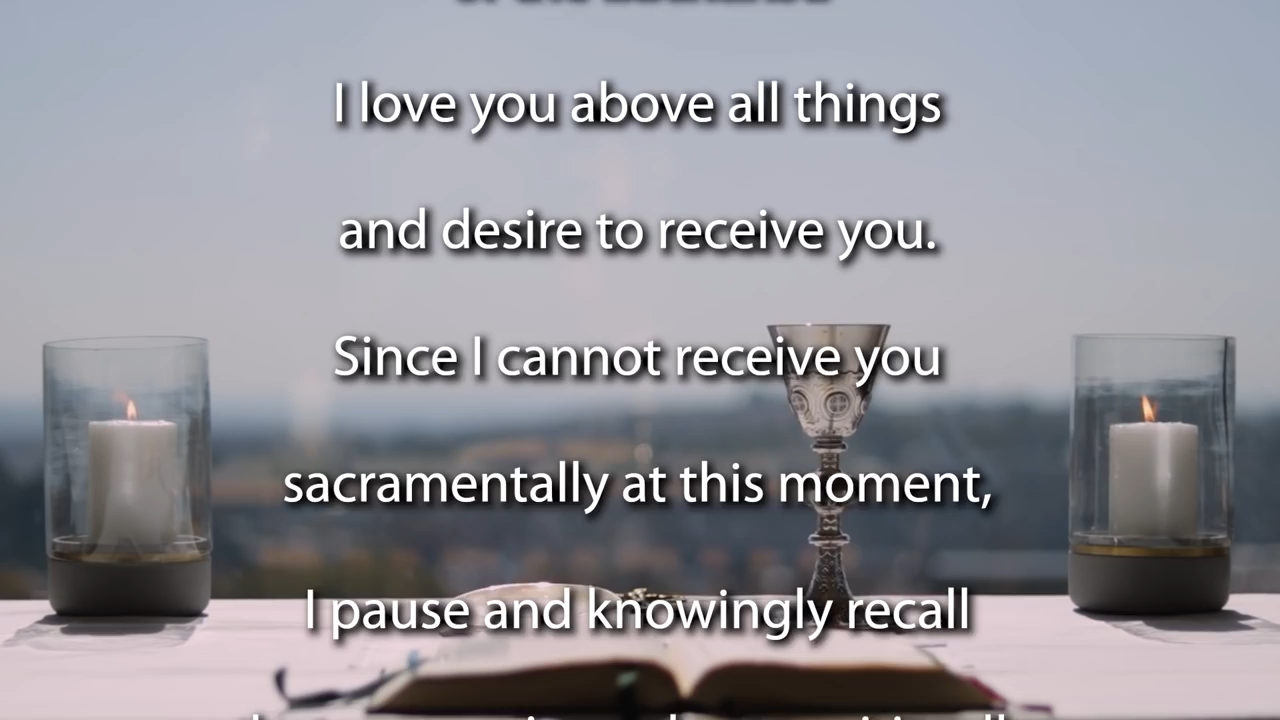 I love you above all things
and desire to receive you.
Since I cannot receive you
sacramentally at this moment,
I pause and knowingly recall